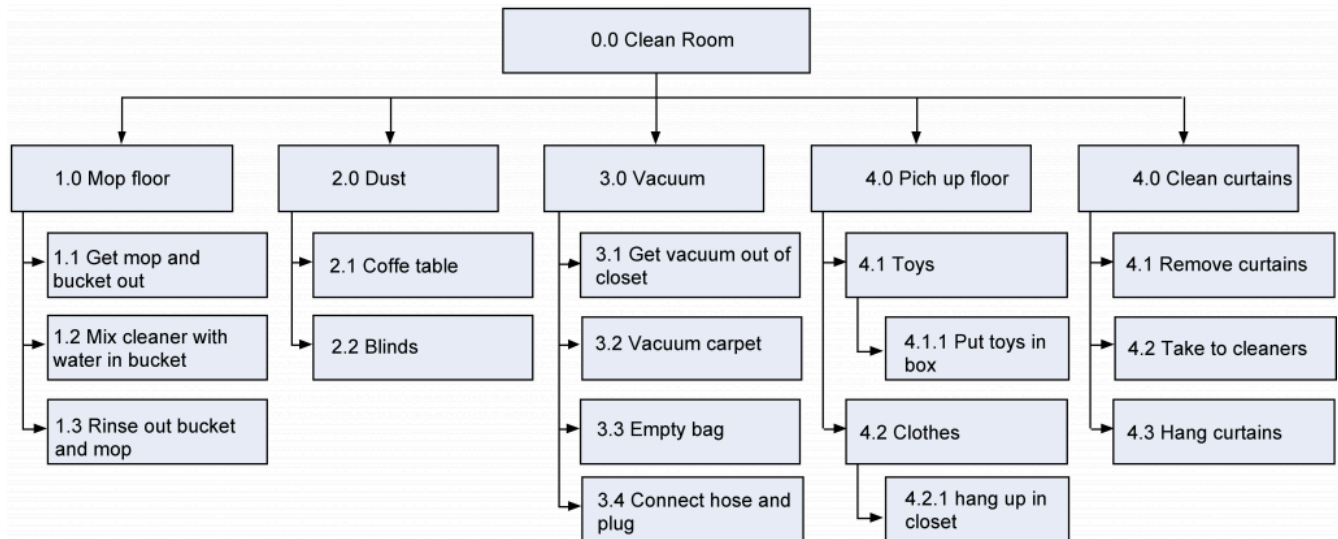 0.0 Clean Room
1.0 Mop floor
1.1 Get mop and
bucket out
1.2 Mix cleaner with
water in bucket
1.3 Rinse out bucket
and mop
2.0 Dust
2.1 Coffe table
2.2 Blinds
3.0 Vacuum
3.1 Get vacuum out of
closet
3.2 Vacuum carpet
3.3 Empty bag
3.4 Connect hose and
plug
4.0 Pich up floor
4.1 Toys
4.1.1 Put toys in
box
4.2 Clothes
4.2.1 hang up in
closet
4.0 Clean curtains
4.1 Remove curtains
4.2 Take to cleaners
4.3 Hang curtains